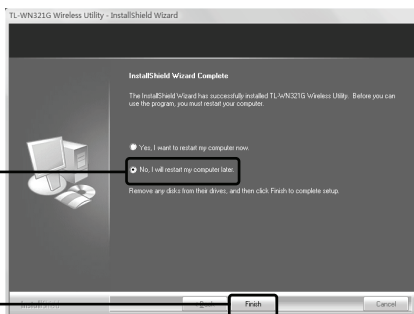 TL-WN321G Wireless Utility - InstallShield Wizard
InstallShield Wizard Complete
The InstallShield Wizard has successfully installed TL-WN321G Wireless Utility. Before you can
use the program, you must restart your computer.
Yes, I want to restart my computer now.
No, I will restart my computer later.
Remove any disks from their drives, and then click Finish to complete setup.
InstallShield
Finish
Cancel